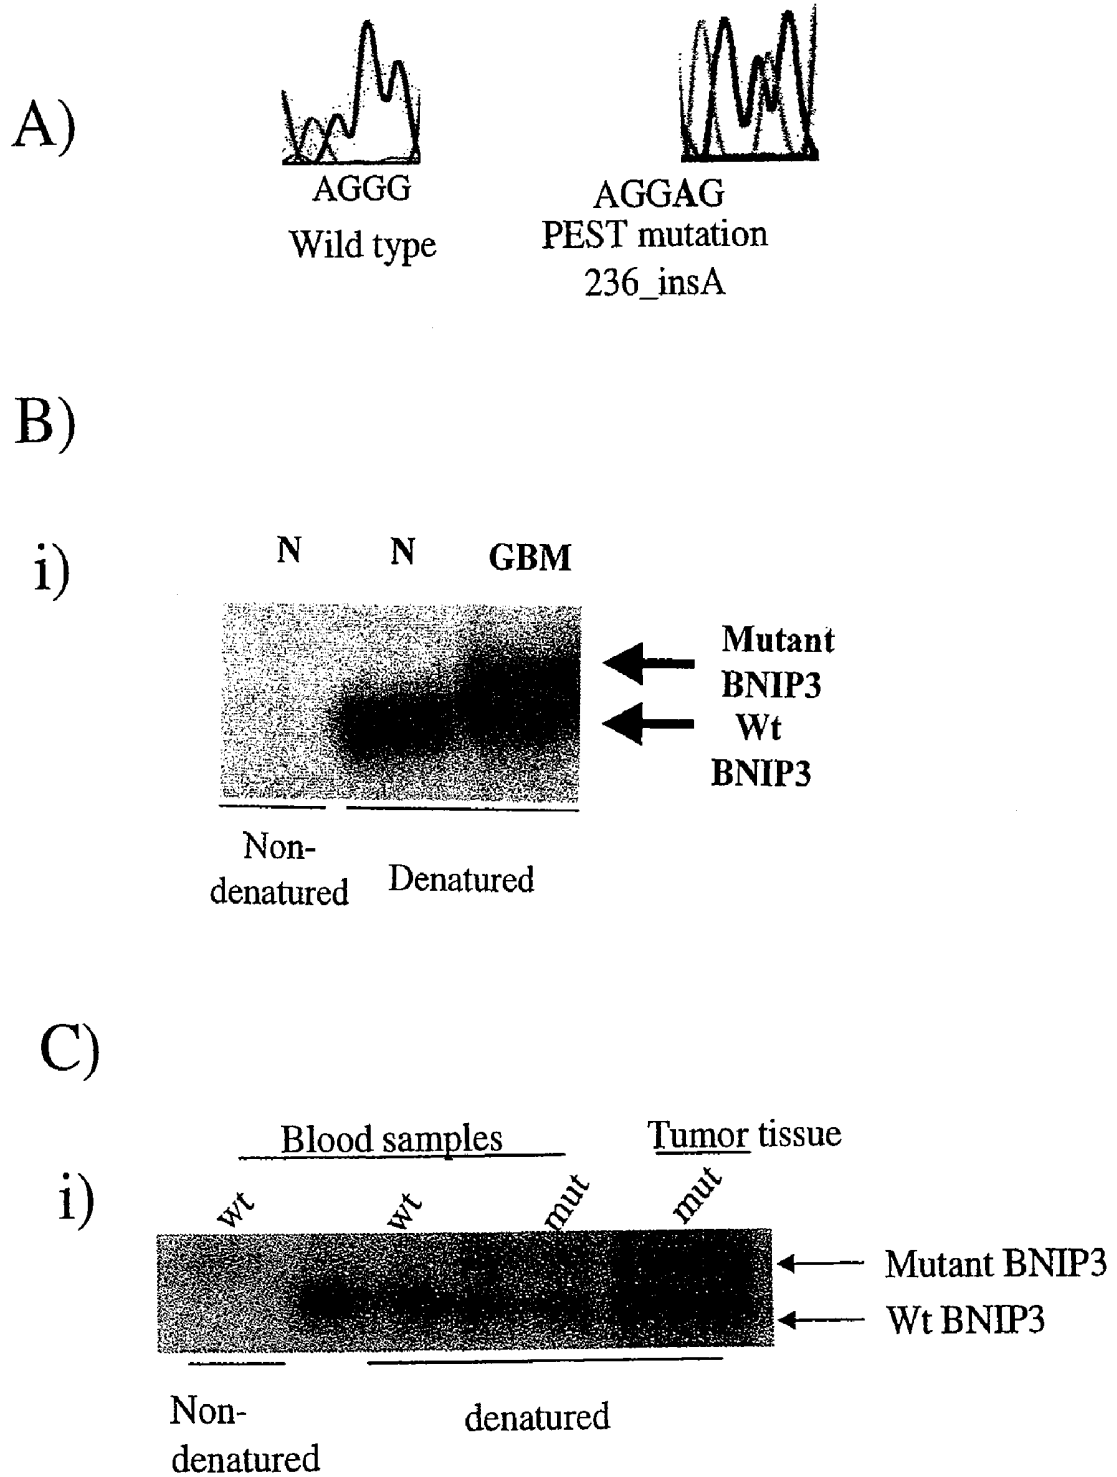 A)
AGGG
Wild type
AGGAG
PEST mutation
236_insA
B)
i)
N N GBM
Mutant
BNIP3
Wt
BNIP3
Non-
denatured
Denatured
C)
Blood samples
Tumor tissue
i)
wt wt mut mut
Mutant BNIP3
Wt BNIP3
Non-
denatured
denatured